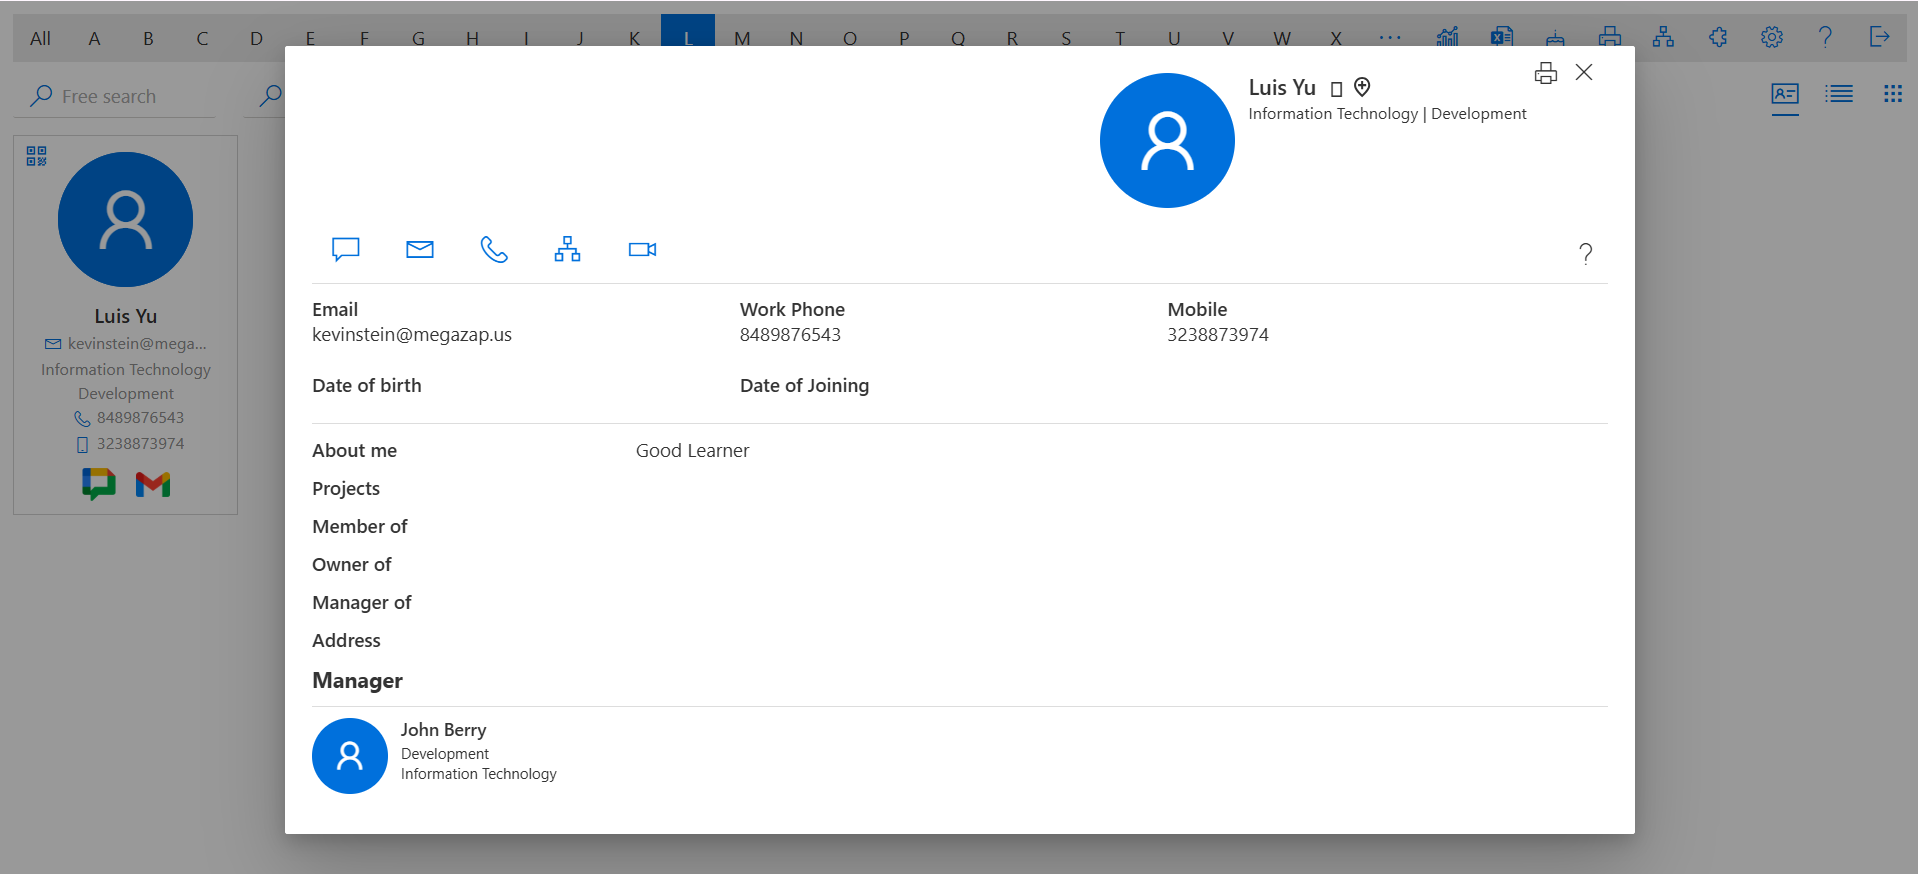 All A B C D E F G H I J K L M N O P Q R S T U V W X ...
Free search
Luis Yu
kevinstein@mega...
Information Technology
Development
8489876543
3238873974
Luis Yu
Information Technology | Development
Email Work Phone Mobile
kevinstein@megazap.us 8489876543 3238873974
Date of birth Date of Joining
About me Good Learner
Projects
Member of
Owner of
Manager of
Address
Manager
John Berry
Development
Information Technology